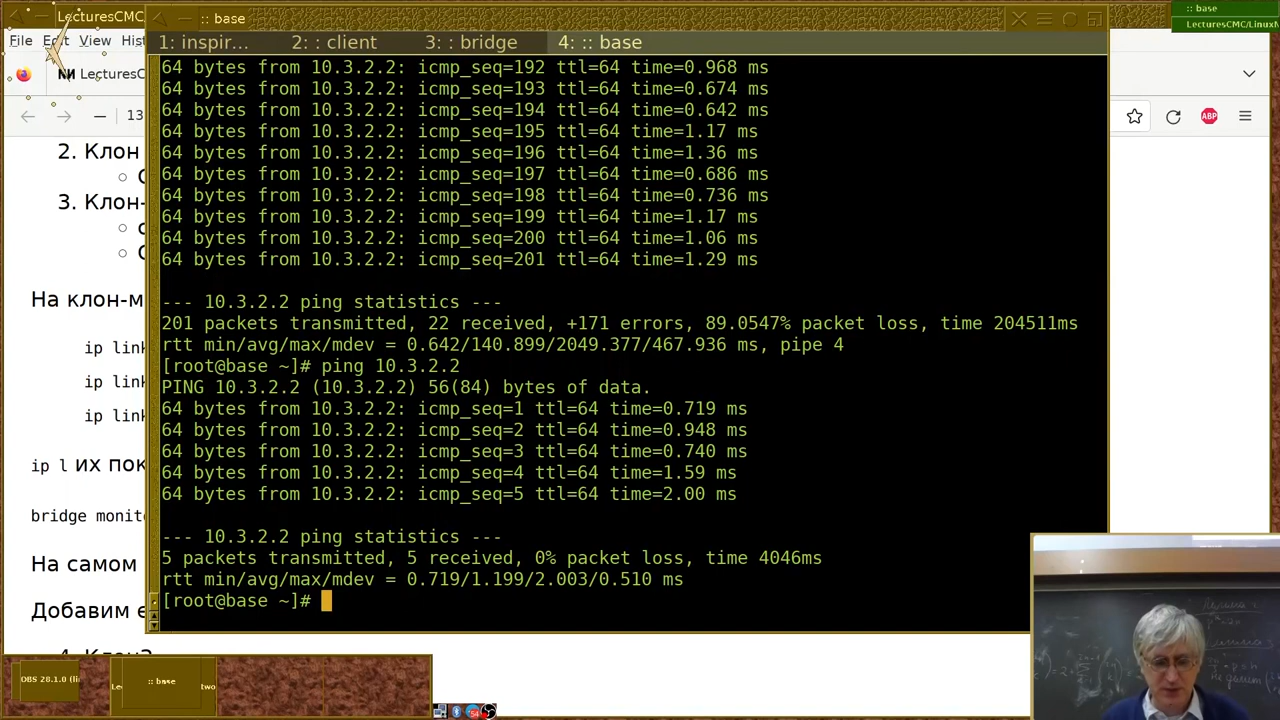 LecturesCMC/
:: base
:: base
LecturesCMC/LinuxN
File Edit View Hist
1: inspir... 2: : client 3: : bridge 4: :: base
LecturesC
13
ABP
2. Клон
3. Клон-
На клон-м
ip link
ip link
ip link
ip l их пок
bridge monito
На самом
Добавим е
4. Клон2
64 bytes from 10.3.2.2: icmp_seq=192 ttl=64 time=0.968 ms
64 bytes from 10.3.2.2: icmp_seq=193 ttl=64 time=0.674 ms
64 bytes from 10.3.2.2: icmp_seq=194 ttl=64 time=0.642 ms
64 bytes from 10.3.2.2: icmp_seq=195 ttl=64 time=1.17 ms
64 bytes from 10.3.2.2: icmp_seq=196 ttl=64 time=1.36 ms
64 bytes from 10.3.2.2: icmp_seq=197 ttl=64 time=0.686 ms
64 bytes from 10.3.2.2: icmp_seq=198 ttl=64 time=0.736 ms
64 bytes from 10.3.2.2: icmp_seq=199 ttl=64 time=1.17 ms
64 bytes from 10.3.2.2: icmp_seq=200 ttl=64 time=1.06 ms
64 bytes from 10.3.2.2: icmp_seq=201 ttl=64 time=1.29 ms
--- 10.3.2.2 ping statistics ---
201 packets transmitted, 22 received, +171 errors, 89.0547% packet loss, time 204511ms
rtt min/avg/max/mdev = 0.642/140.899/2049.377/467.936 ms, pipe 4
[root@base ~]# ping 10.3.2.2
PING 10.3.2.2 (10.3.2.2) 56(84) bytes of data.
64 bytes from 10.3.2.2: icmp_seq=1 ttl=64 time=0.719 ms
64 bytes from 10.3.2.2: icmp_seq=2 ttl=64 time=0.948 ms
64 bytes from 10.3.2.2: icmp_seq=3 ttl=64 time=0.740 ms
64 bytes from 10.3.2.2: icmp_seq=4 ttl=64 time=1.59 ms
64 bytes from 10.3.2.2: icmp_seq=5 ttl=64 time=2.00 ms
--- 10.3.2.2 ping statistics ---
5 packets transmitted, 5 received, 0% packet loss, time 4046ms
rtt min/avg/max/mdev = 0.719/1.199/2.003/0.510 ms
[root@base ~]#
OBS 28.1.0 (li
:: base
two